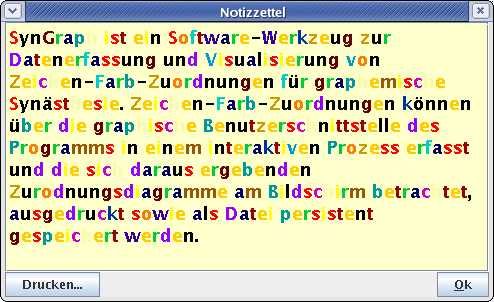 Notizzettel
SynGraph ist ein Software-Werkzeug zur
Datenerfassung und Visualisierung von
Zeichen-Farb-Zuordnungen für graphemische
Synästhesie. Zeichen-Farb-Zuordnungen können
über die graphische Benutzerschnittstelle des
Programms in einem interaktiven Prozess erfasst
und die sich daraus ergebenden
Zurodnungsdiagramme am Bildschirm betrachtet,
ausgedruckt sowie als Datei persistent
gespeichert werden.
Drucken... Ok